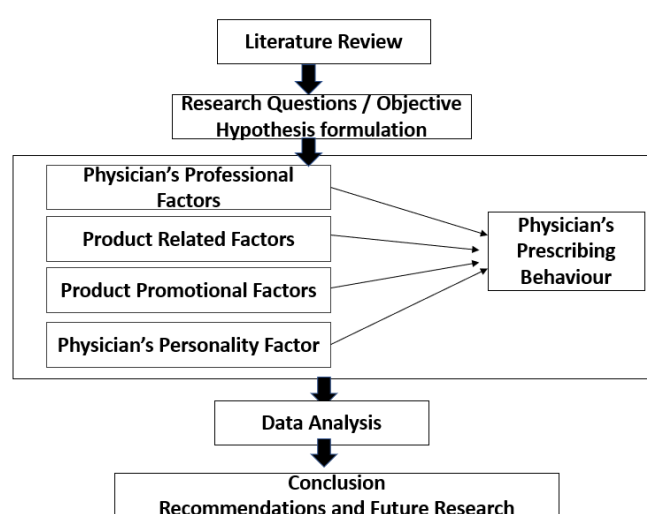 Literature Review
Research Questions / Objective
Hypothesis formulation
Physician's Professional
Factors
Product Related Factors
Product Promotional Factors
Physician's Personality Factor
Physician's
Prescribing
Behaviour
Data Analysis
Conclusion
Recommendations and Future Research